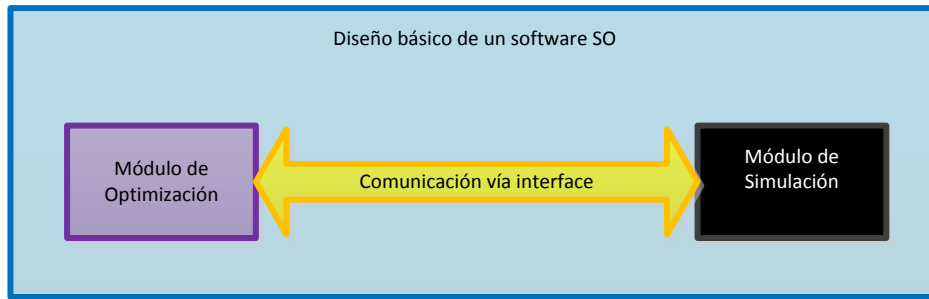 Diseño básico de un software SO
Módulo de
Optimización
Comunicación vía interface
Módulo de
Simulación